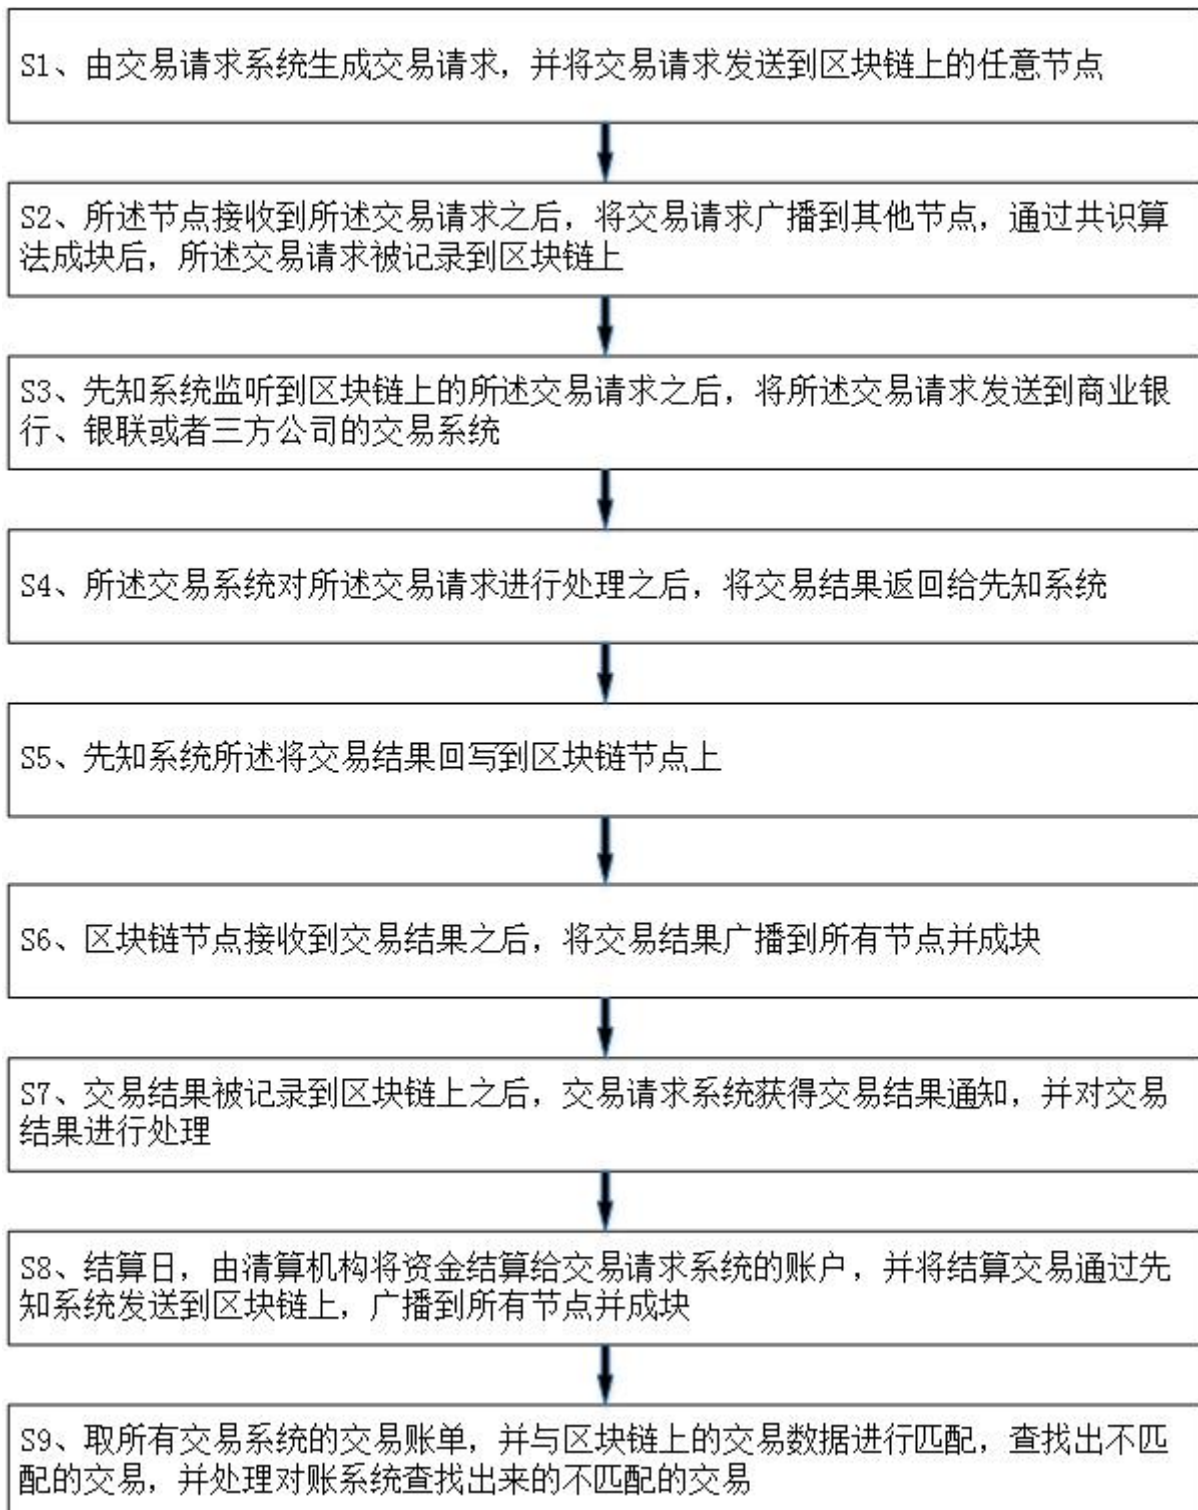 S1、由交易请求系统生成交易请求，并将交易请求发送到区块链上的任意节点
S2、所述节点接收到所述交易请求之后，将交易请求广播到其他节点，通过共识算
法成块后，所述交易请求被记录到区块链上
S3、先知系统监听到区块链上的所述交易请求之后，将所述交易请求发送到商业银
行、银联或者三方公司的交易系统
S4、所述交易系统对所述交易请求进行处理之后，将交易结果返回给先知系统
S5、先知系统所述将交易结果回写到区块链节点上
S6、区块链节点接收到交易结果之后，将交易结果广播到所有节点并成块
S7、交易结果被记录到区块链上之后，交易请求系统获得交易结果通知，并对交易
结果进行处理
S8、结算日，由清算机构将资金结算给交易请求系统的账户，并将结算交易通过先
知系统发送到区块链上，广播到所有节点并成块
S9、取所有交易系统的交易账单，并与区块链上的交易数据进行匹配，查找出不匹
配的交易，并处理对账系统查找出来的不匹配的交易